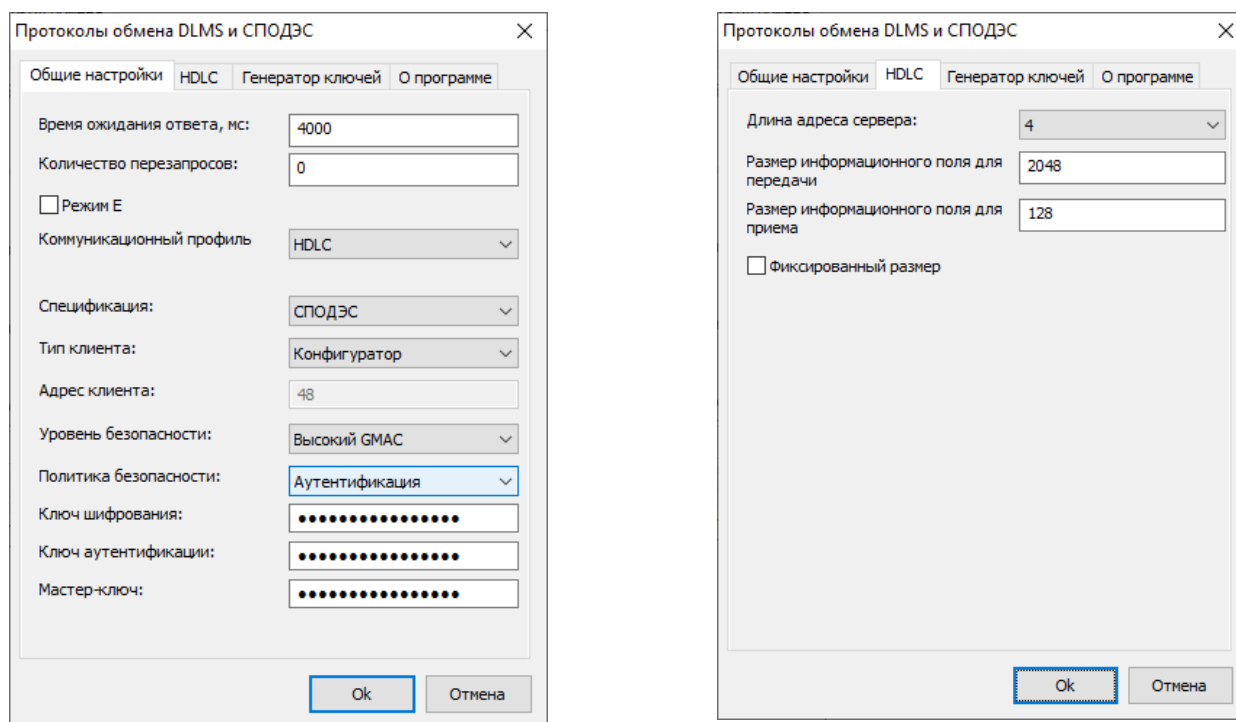 Протоколы обмена DLMS и СПОДЭС
Общие настройки HDLC Генератор ключей О программе
Время ожидания ответа, мс: 4000
Количество перезапросов: 0
Режим E
Коммуникационный профиль HDLC
Спецификация: СПОДЭС
Тип клиента: Конфигуратор
Адрес клиента: 48
Уровень безопасности: Высокий GMAC
Политика безопасности: Аутентификация
Ключ шифрования: ●●●●●●●●●●●●●●●●
Ключ аутентификации: ●●●●●●●●●●●●●●●●
Мастер-ключ: ●●●●●●●●●●●●●●●●
Ok Отмена
Протоколы обмена DLMS и СПОДЭС
Общие настройки HDLC Генератор ключей О программе
Длина адреса сервера: 4
Размер информационного поля для
передачи 2048
Размер информационного поля для
приема 128
Фиксированный размер
Ok Отмена